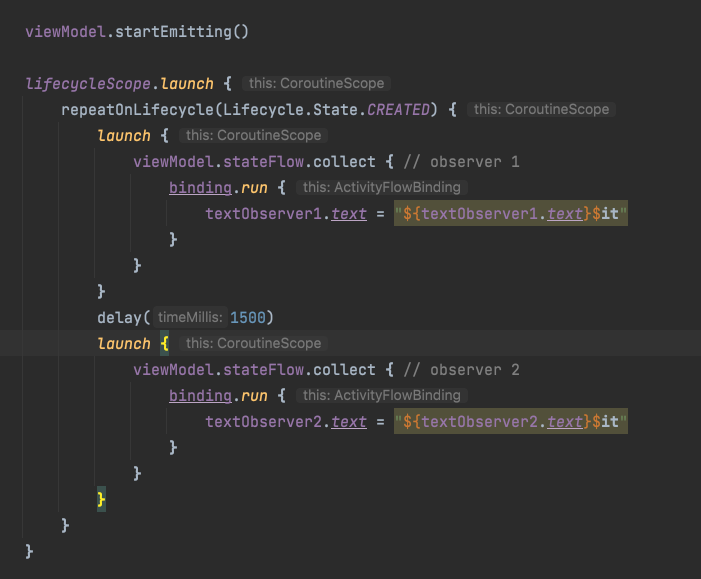 viewModel.startEmitting()
lifecycleScope.launch { this: CoroutineScope
repeatOnLifecycle(Lifecycle.State.CREATED) { this: CoroutineScope
launch { this: CoroutineScope
viewModel.stateFlow.collect { // observer 1
binding.run { this: ActivityFlowBinding
textObserver1.text = "${textObserver1.text}$it"
}
}
}
delay( timeMillis: 1500)
launch { this: CoroutineScope
viewModel.stateFlow.collect { // observer 2
binding.run { this: ActivityFlowBinding
textObserver2.text = "${textObserver2.text}$it"
}
}
}
}
}